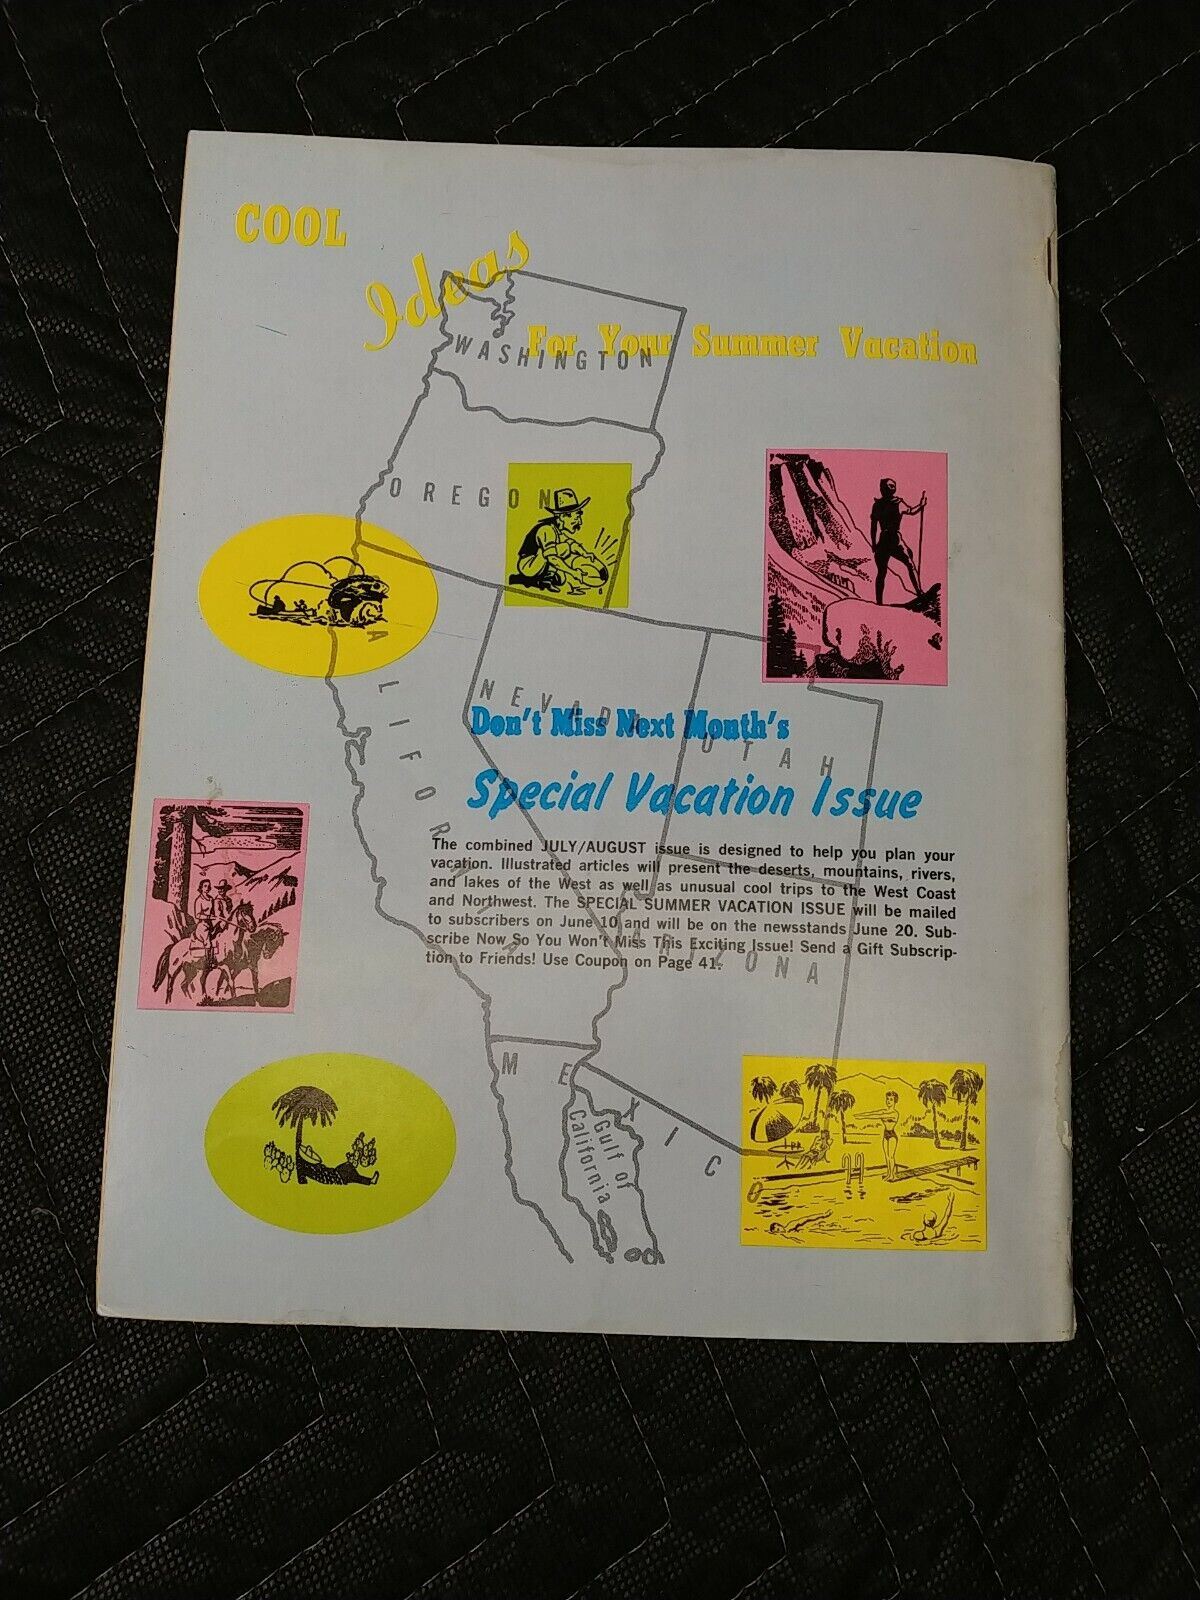 COOL
Ideas
For Your Summer Vacation
WASHINGTON
OREGON
CALIFORNIA
NEVADA
UTAH
Don't Miss Next Month's
Special Vacation Issue
The combined JULY/AUGUST issue is designed to help you plan your
vacation. Illustrated articles will present the deserts, mountains, rivers,
and lakes of the West as well as unusual cool trips to the West Coast
and Northwest. The SPECIAL SUMMER VACATION ISSUE will be mailed
to subscribers on June 10 and will be on the newsstands June 20. Sub-
scribe Now So You Won't Miss This Exciting Issue! Send a Gift Subscrip-
tion to Friends! Use Coupon on Page 41.
ARIZONA
MEXICO
Gulf of
California